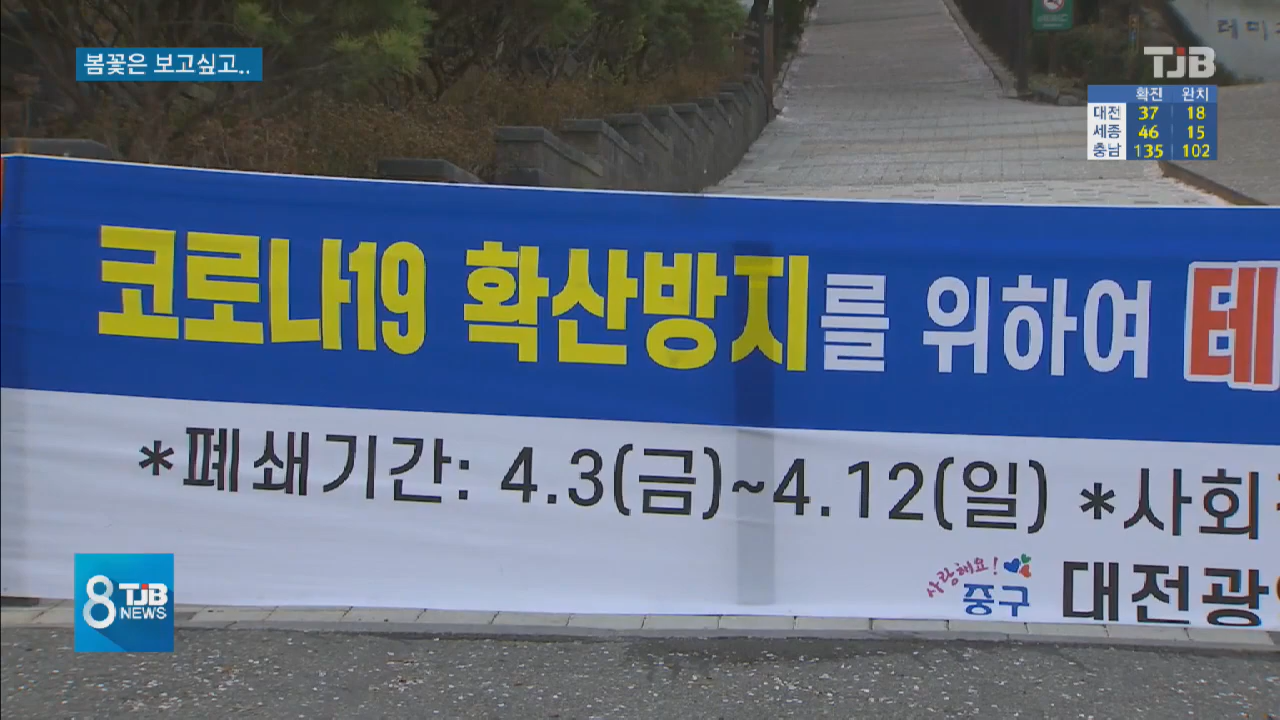 테미
봄꽃은 보고싶고..
TJB
확진 완치
대전 37 18
세종 46 15
충남 135 102
코로나19 확산방지를 위하여 테
*폐쇄기간: 4.3(금)~4.12(일) *사회
사랑해요!
중구
대전광
8 TJB NEWS